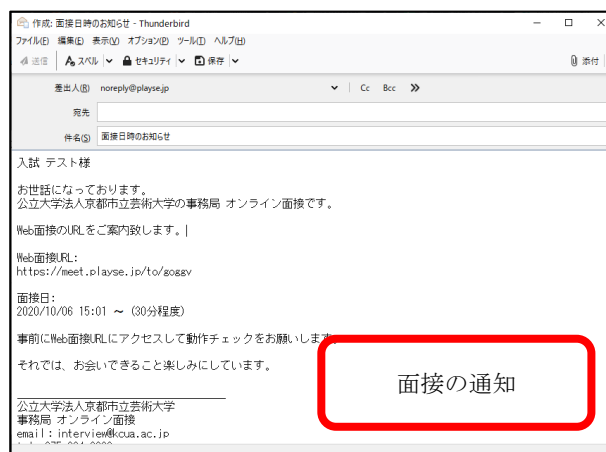 作成: 面接日時のお知らせ - Thunderbird
ファイル(F) 編集(E) 表示(V) オプション(P) ツール(T) ヘルプ(H)
送信 スペル セキュリティ 保存 添付
差出人(R) noreply@playse.jp Cc Bcc
宛先
件名(S) 面接日時のお知らせ
入試 テスト様
お世話になっております。
公立大学法人京都市立芸術大学の事務局 オンライン面接です。
Web面接のURLをご案内致します。
Web面接URL:
https://meet.playse.jp/to/goggv
面接日:
2020/10/06 15:01 ～ (30分程度)
事前にWeb面接URLにアクセスして動作チェックをお願いします。
それでは、お会いできること楽しみにしています。
面接の通知
公立大学法人京都市立芸術大学
事務局 オンライン面接
email : interview@kcua.ac.jp